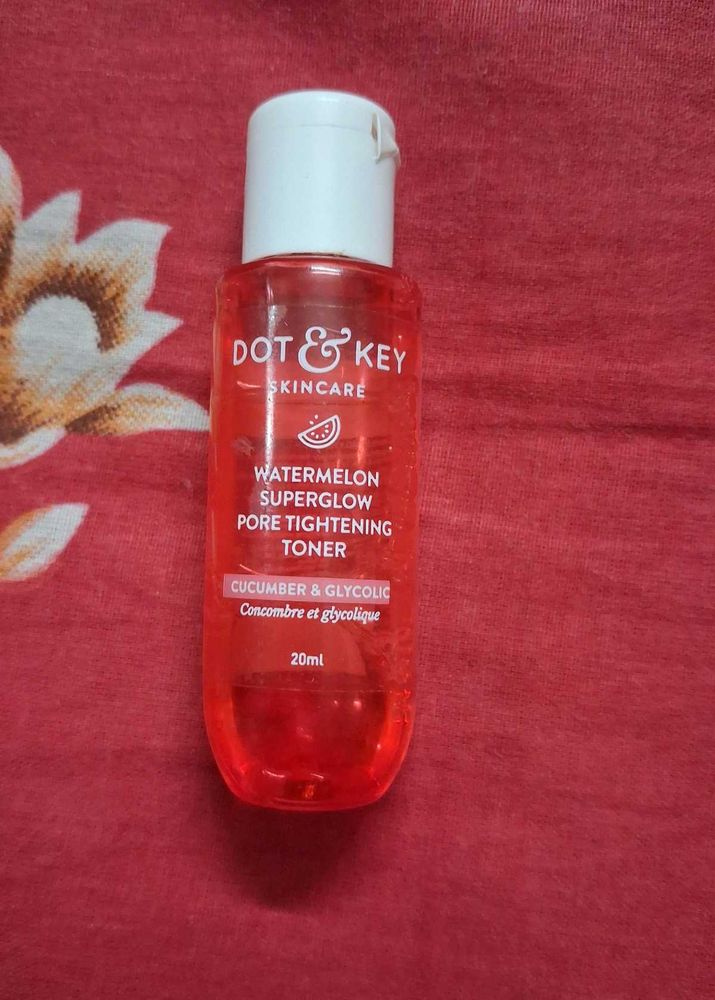 DOT & KEY
SKINCARE
WATERMELON
SUPERGLOW
PORE TIGHTENING
TONER
CUCUMBER & GLYCOLIC
Concombre et glycolique
20ml